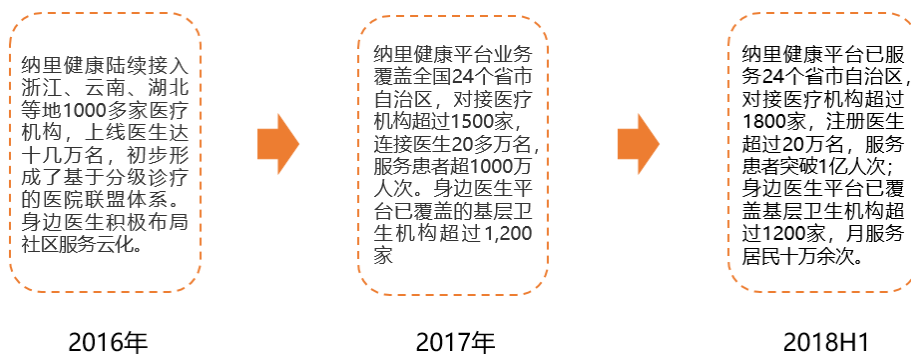 纳里健康陆续接入
浙江、云南、湖北
等地1000多家医疗
机构，上线医生达
十几万名，初步形
成了基于分级诊疗
的医院联盟体系。
身边医生积极布局
社区服务云化。
2016年
纳里健康平台业务
覆盖全国24个省市
自治区，对接医疗
机构超过1500家，
连接医生20多万名，
服务患者超1000万
人次。身边医生平
台已覆盖的基层卫
生机构超过1,200
家
2017年
纳里健康平台已服
务24个省市自治区，
对接医疗机构超过
1800家，注册医生
超过20万名，服务
患者突破1亿人次；
身边医生平台已覆
盖基层卫生机构超
过1200家，月服务
居民十万余次。
2018H1